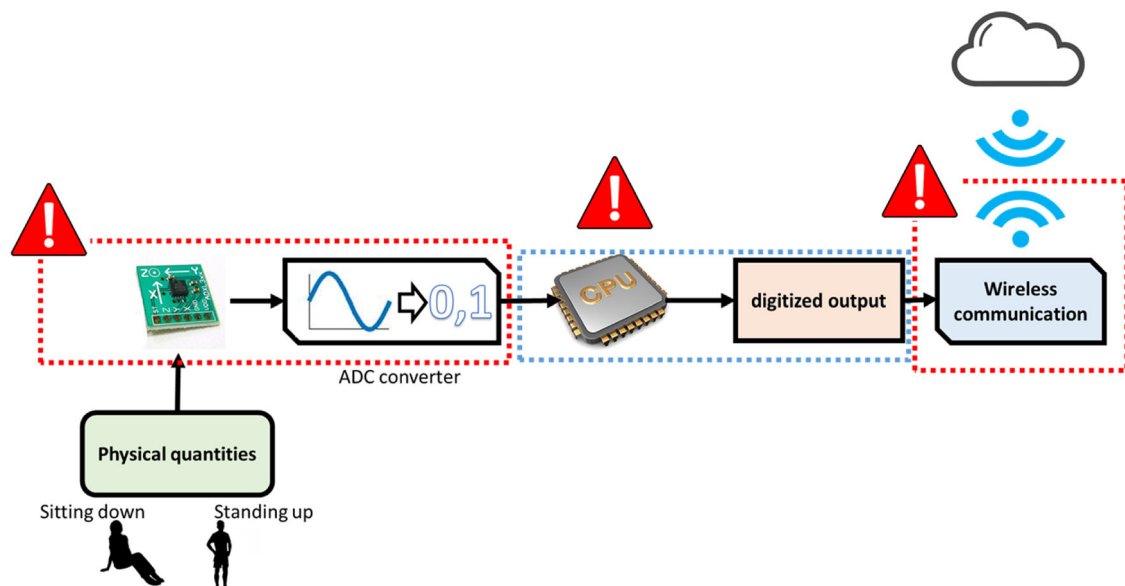 0,1
CPU
digitized output
Wireless
communication
ADC converter
Physical quantities
Sitting down
Standing up